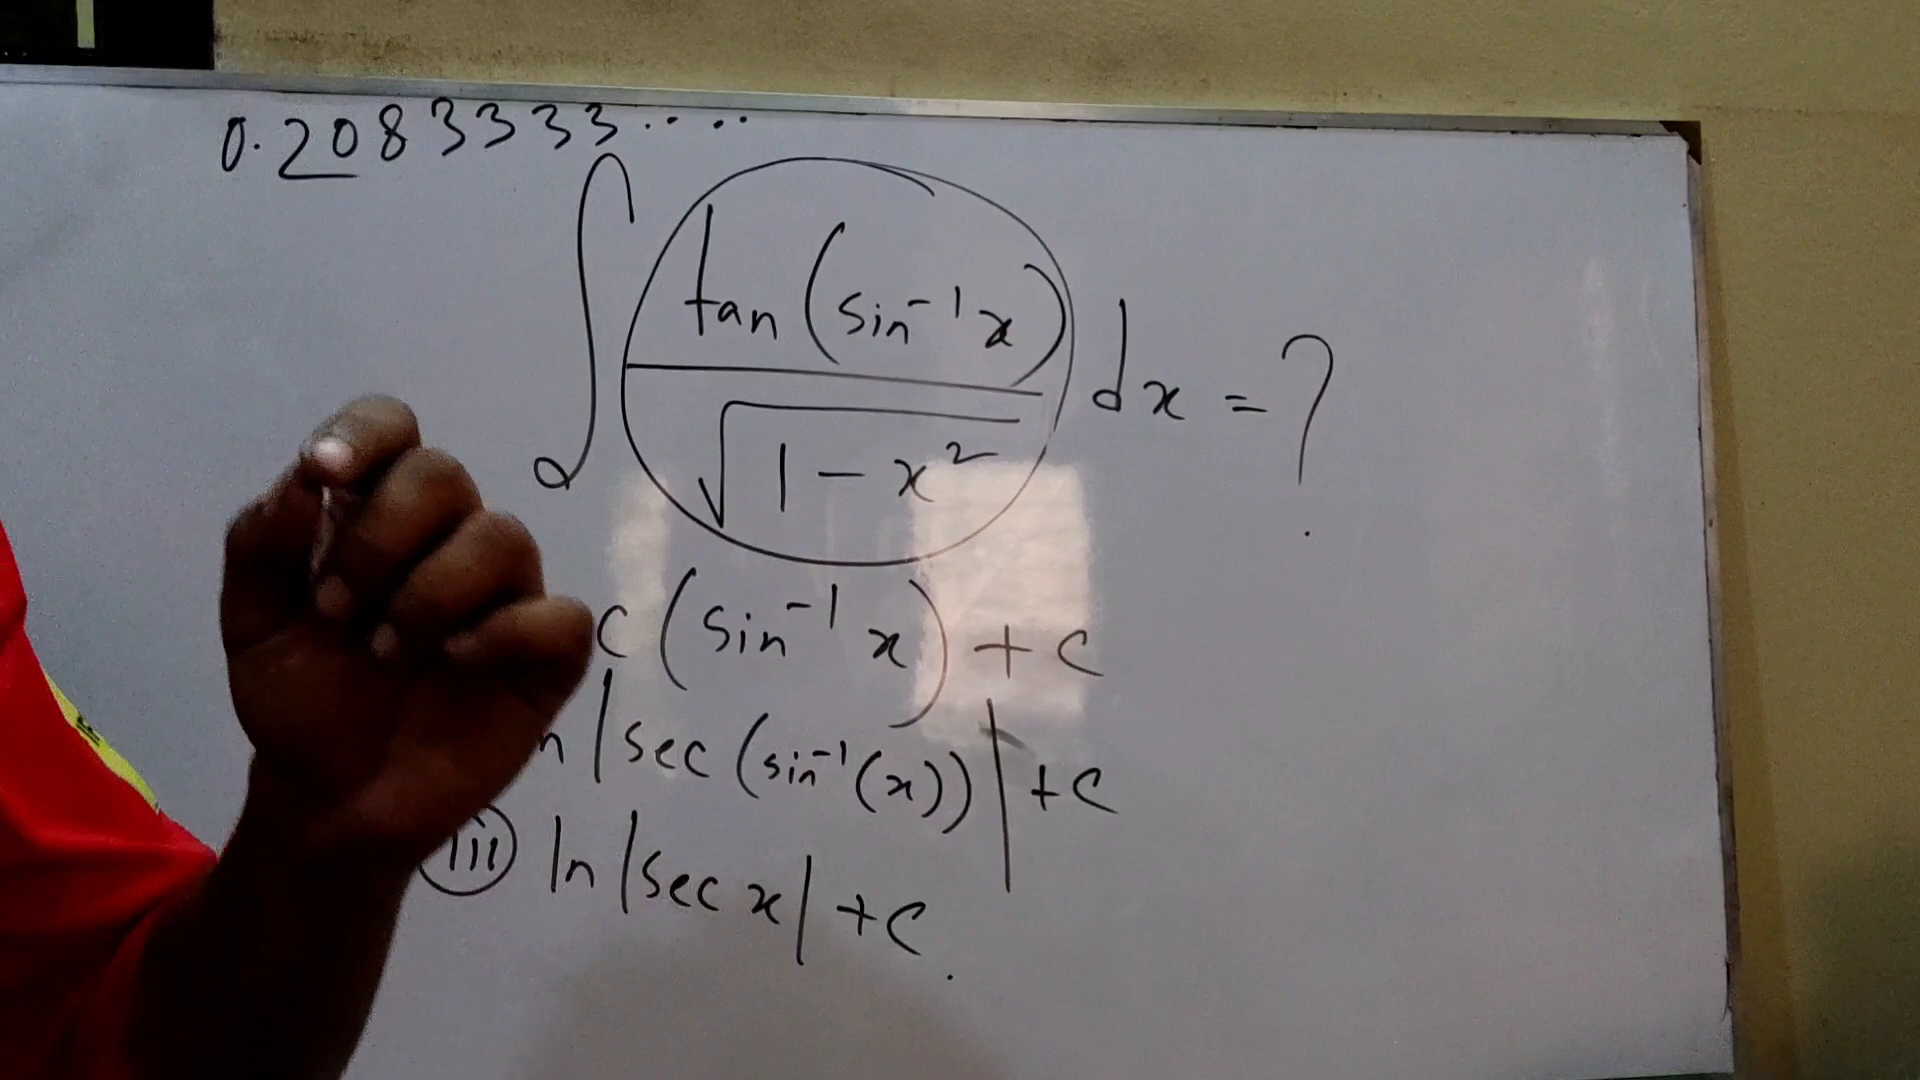 0.2083333.....
∫ tan(sin⁻¹x) / √(1-x²) dx = ?
c(sin⁻¹x)+c
n|sec(sin⁻¹(x))|+c
(iii) ln|sec x|+c.